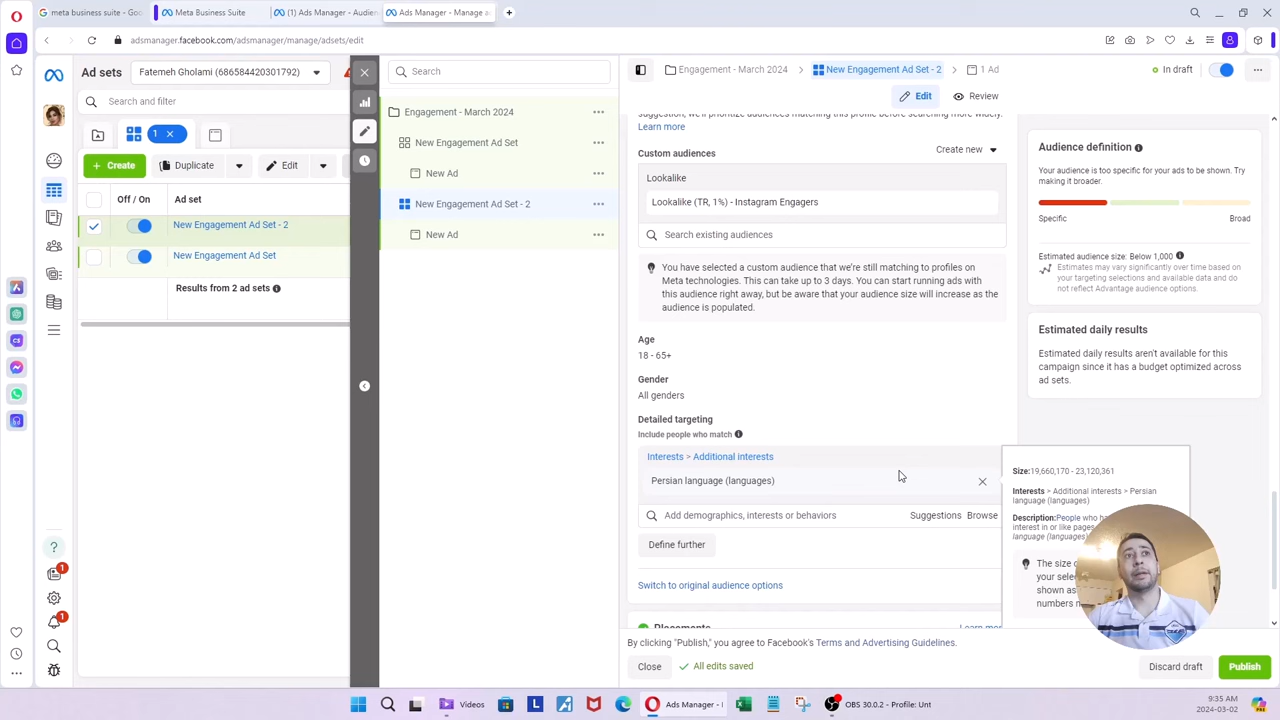 meta business suite - Goo
Meta Business Suite
(1) Ads Manager - Audien
Ads Manager - Manage a
adsmanager.facebook.com/adsmanager/manage/adsets/edit
Ad sets
Fatemeh Gholami (686584420301792)
Search and filter
1
+ Create
Duplicate
Edit
Off / On
Ad set
New Engagement Ad Set - 2
New Engagement Ad Set
Results from 2 ad sets
Search
Engagement - March 2024
New Engagement Ad Set
New Ad
New Engagement Ad Set - 2
New Ad
Engagement - March 2024
New Engagement Ad Set - 2
1 Ad
In draft
Edit
Review
suggestion, we'll prioritize audiences matching this profile before searching more widely.
Learn more
Custom audiences
Create new
Lookalike
Lookalike (TR, 1%) - Instagram Engagers
Search existing audiences
You have selected a custom audience that we're still matching to profiles on
Meta technologies. This can take up to 3 days. You can start running ads with
this audience right away, but be aware that your audience size will increase as the
audience is populated.
Age
18 - 65+
Gender
All genders
Detailed targeting
Include people who match
Interests > Additional interests
Persian language (languages)
Add demographics, interests or behaviors
Suggestions
Browse
Define further
Switch to original audience options
Placements
Learn more
By clicking "Publish," you agree to Facebook's Terms and Advertising Guidelines.
Close
All edits saved
Discard draft
Publish
Audience definition
Your audience is too specific for your ads to be shown. Try
making it broader.
Specific
Broad
Estimated audience size: Below 1,000
Estimates may vary significantly over time based on
your targeting selections and available data and do
not reflect Advantage audience options.
Estimated daily results
Estimated daily results aren't available for this
campaign since it has a budget optimized across
ad sets.
Size:19,660,170 - 23,120,361
Interests > Additional interests > Persian
language (languages)
Description:People who
interest in or like pages
language (languages)
The size
your
shown as
numbers
1
1
Videos
Ads Manager -
OBS 30.0.2 - Profile: Unt
9:35 AM
2024-03-02